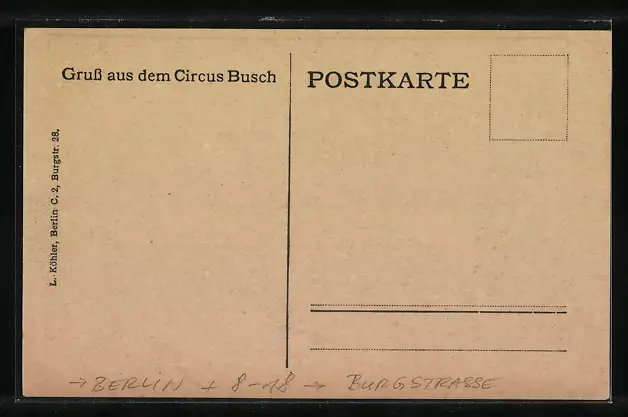 Gruß aus dem Circus Busch
POSTKARTE
L. Köhler, Berlin C. 2, Burgstr. 28.
→ BERLIN + 8-18 → BURGSTRASSE